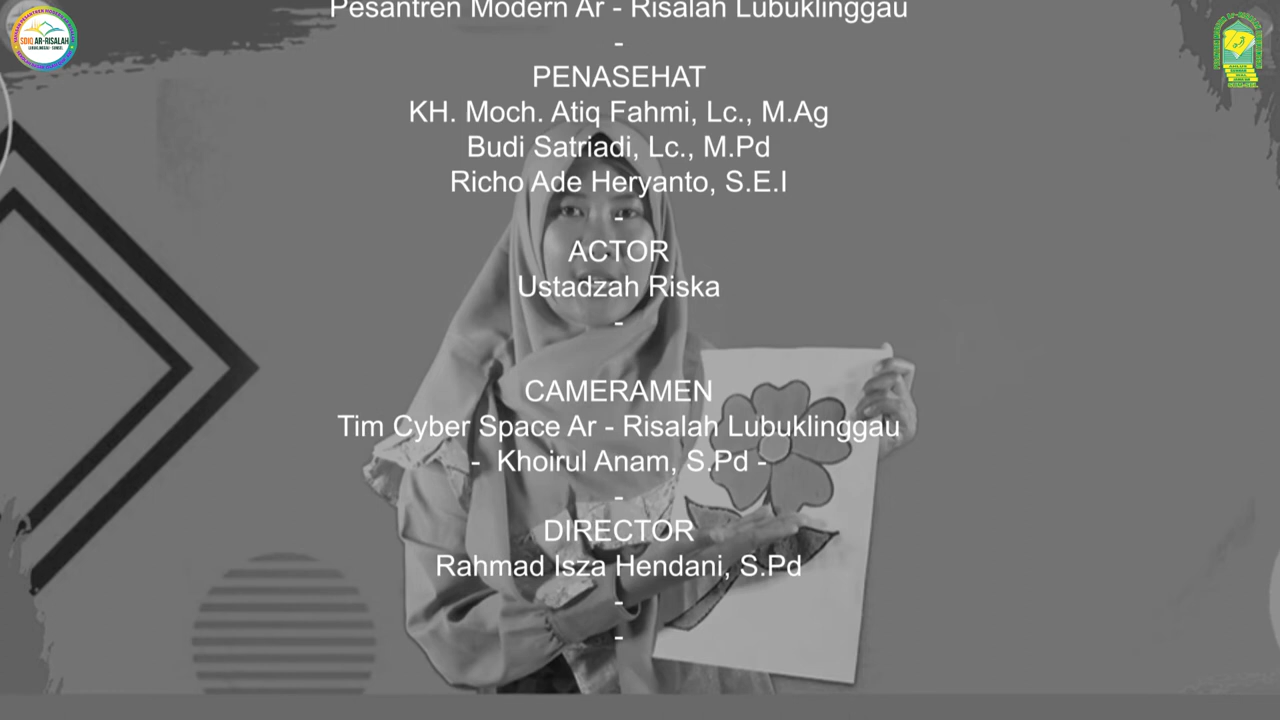 Pesantren Modern Ar - Risalah Lubuklinggau
-
PENASEHAT
KH. Moch. Atiq Fahmi, Lc., M.Ag
Budi Satriadi, Lc., M.Pd
Richo Ade Heryanto, S.E.I
-
ACTOR
Ustadzah Riska
-
CAMERAMEN
Tim Cyber Space Ar - Risalah Lubuklinggau
- Khoirul Anam, S.Pd -
-
DIRECTOR
Rahmad Isza Hendani, S.Pd
-
-
SDIQ AR-RISALAH